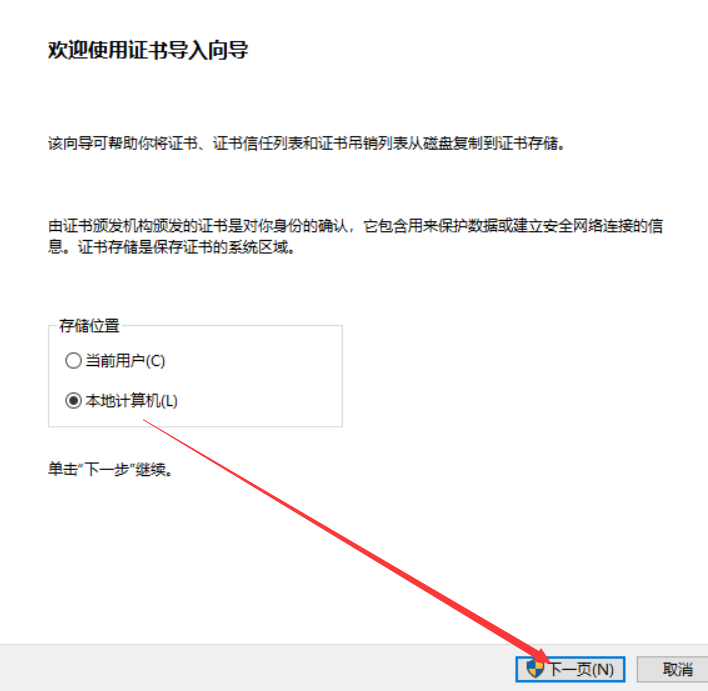 欢迎使用证书导入向导
该向导可帮助你将证书、证书信任列表和证书吊销列表从磁盘复制到证书存储。
由证书颁发机构颁发的证书是对你身份的确认，它包含用来保护数据或建立安全网络连接的信
息。证书存储是保存证书的系统区域。
存储位置
当前用户(C)
本地计算机(L)
单击"下一步"继续。
下一页(N)
取消